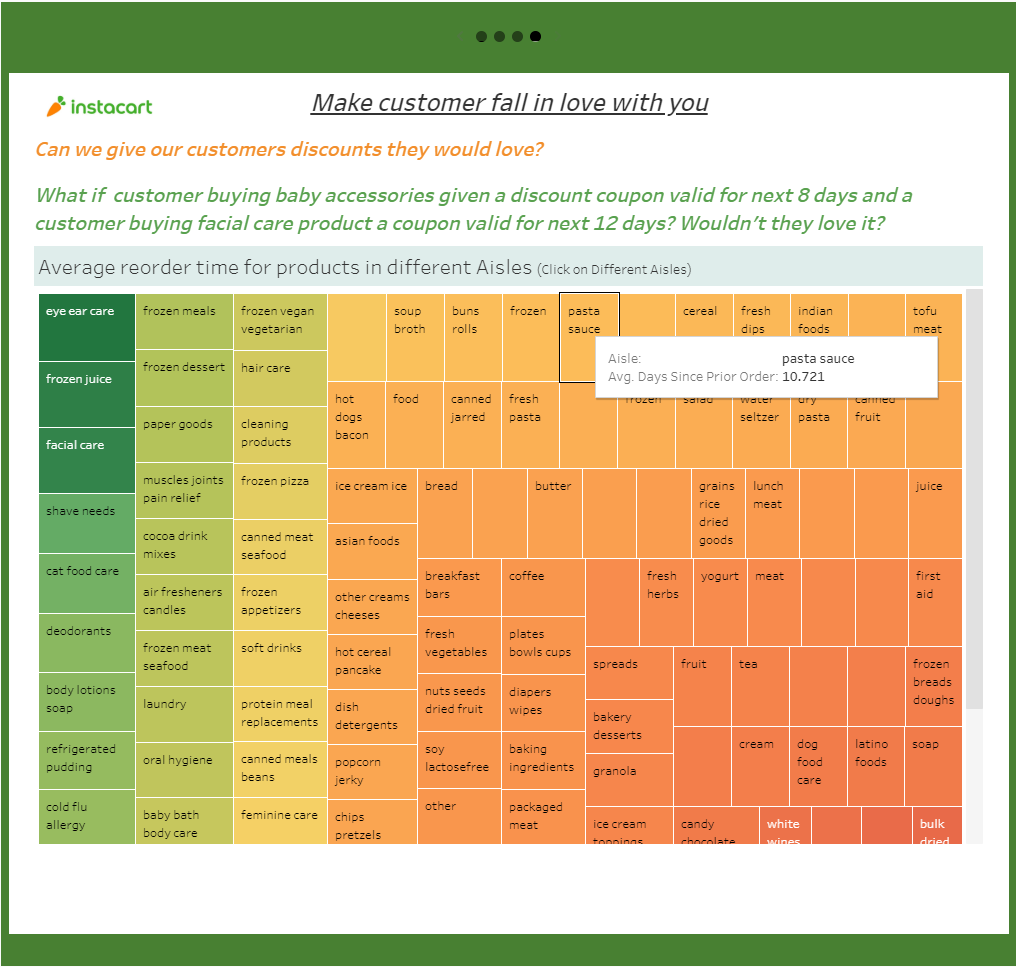 instacart
Make customer fall in love with you
Can we give our customers discounts they would love?
What if customer buying baby accessories given a discount coupon valid for next 8 days and a
customer buying facial care product a coupon valid for next 12 days? Wouldn't they love it?
Average reorder time for products in different Aisles (Click on Different Aisles)
eye ear care
frozen juice
facial care
shave needs
cat food care
deodorants
body lotions
soap
refrigerated
pudding
cold flu
allergy
frozen meals
frozen dessert
paper goods
muscles joints
pain relief
cocoa drink
mixes
air fresheners
candles
frozen meat
seafood
laundry
oral hygiene
baby bath
body care
frozen vegan
vegetarian
hair care
cleaning
products
frozen pizza
canned meat
seafood
frozen
appetizers
soft drinks
protein meal
replacements
canned meals
beans
feminine care
soup
broth
buns
rolls
frozen
pasta
sauce
cereal
fresh
dips
indian
foods
tofu
meat
Aisle: pasta sauce
Avg. Days Since Prior Order: 10.721
hot
dogs
bacon
food
canned
jarred
fresh
pasta
frozen
salad
water
seltzer
dry
pasta
canned
fruit
ice cream ice
asian foods
other creams
cheeses
hot cereal
pancake
dish
detergents
popcorn
jerky
chips
pretzels
bread
butter
grains
rice
dried
goods
lunch
meat
juice
breakfast
bars
fresh
vegetables
nuts seeds
dried fruit
soy
lactosefree
other
coffee
plates
bowls cups
diapers
wipes
baking
ingredients
packaged
meat
fresh
herbs
yogurt
meat
first
aid
spreads
bakery
desserts
granola
fruit
tea
frozen
breads
doughs
cream
dog
food
care
latino
foods
soap
ice cream
toppings
candy
chocolate
white
wines
bulk
dried